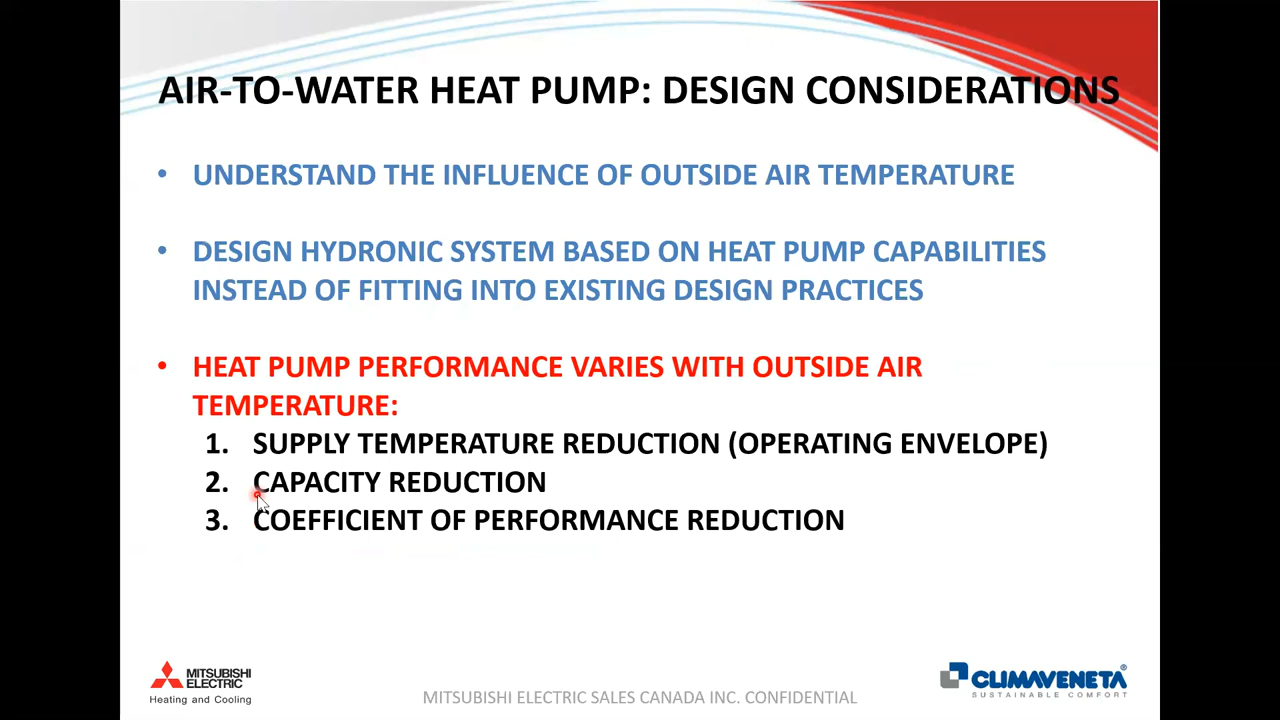 AIR-TO-WATER HEAT PUMP: DESIGN CONSIDERATIONS
• UNDERSTAND THE INFLUENCE OF OUTSIDE AIR TEMPERATURE
• DESIGN HYDRONIC SYSTEM BASED ON HEAT PUMP CAPABILITIES
INSTEAD OF FITTING INTO EXISTING DESIGN PRACTICES
• HEAT PUMP PERFORMANCE VARIES WITH OUTSIDE AIR
TEMPERATURE:
1. SUPPLY TEMPERATURE REDUCTION (OPERATING ENVELOPE)
2. CAPACITY REDUCTION
3. COEFFICIENT OF PERFORMANCE REDUCTION
MITSUBISHI
ELECTRIC
Heating and Cooling
MITSUBISHI ELECTRIC SALES CANADA INC. CONFIDENTIAL
CLIMAVENETA®
SUSTAINABLE COMFORT